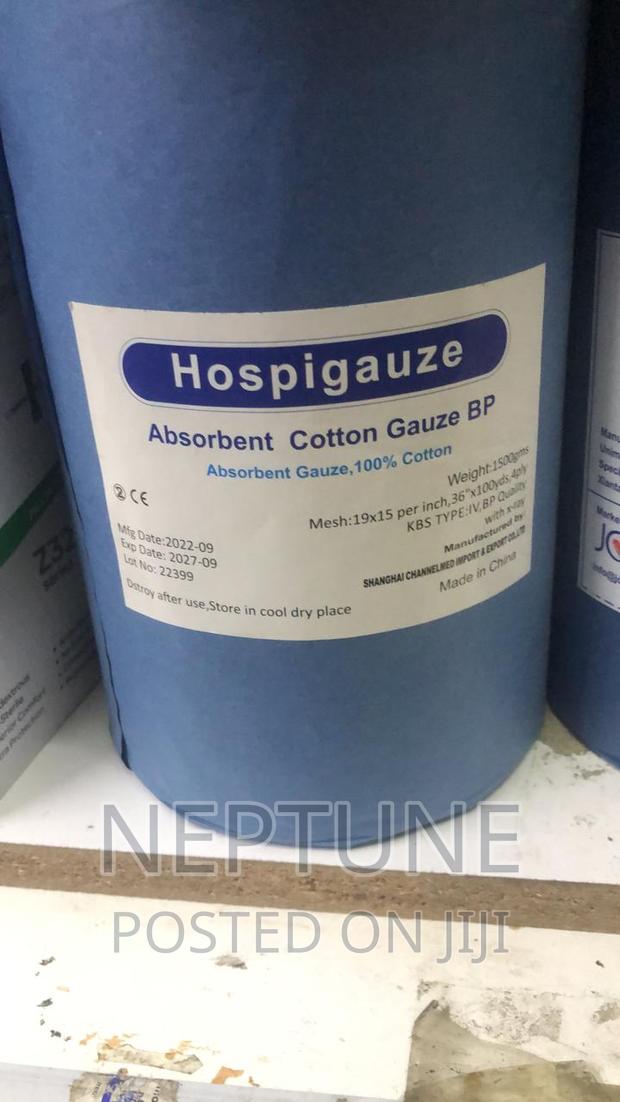 Hospigauze
Absorbent Cotton Gauze BP
Absorbent Gauze,100% Cotton
② CE
Weight:1500gms
Mesh:19x15 per inch,36"x100yds,4ply
KBS TYPE:IV,BP Quality
with x-ray
Mfg Date:2022-09
Exp Date: 2027-09
Lot No: 22399
Manufactured by:
SHANGHAI CHANNELMED IMPORT & EXPORT CO.,LTD
Made in China
Dstroy after use,Store in cool dry place
NEPTUNE
POSTED ON JIJI